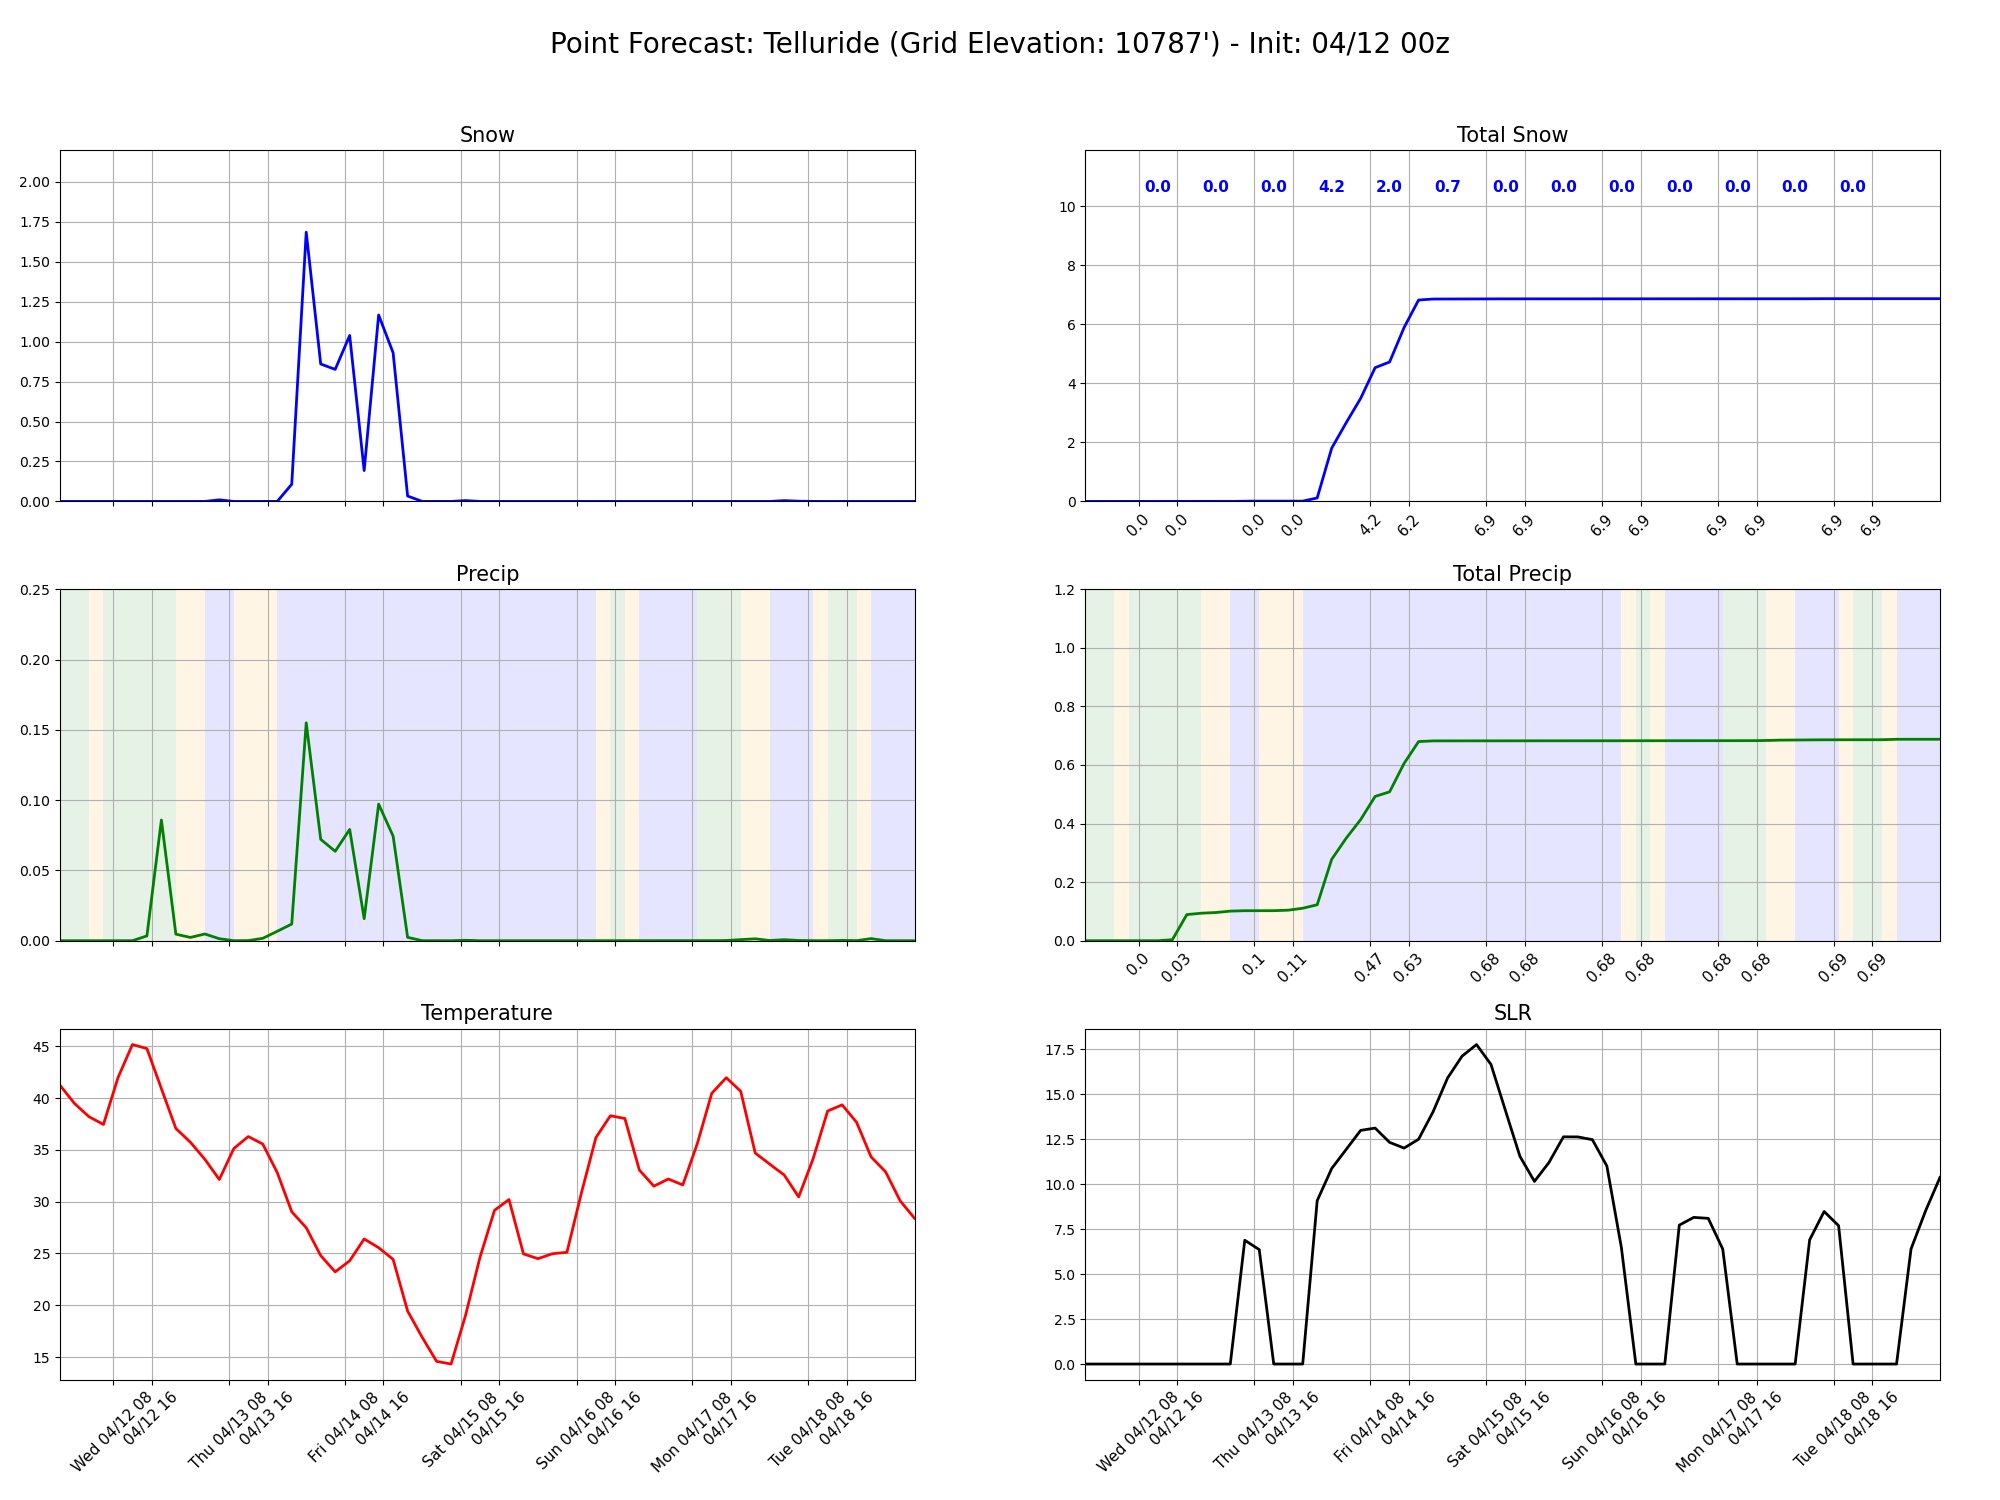 Point Forecast: Telluride (Grid Elevation: 10787') - Init: 04/12 00z
Snow
2.00
1.75
1.50
1.25
1.00
0.75
0.50
0.25
0.00
Total Snow
0.0 0.0 0.0 4.2 2.0 0.7 0.0 0.0 0.0 0.0 0.0 0.0 0.0
10
8
6
4
2
0
0.0 0.0 0.0 0.0 4.2 6.2 6.9 6.9 6.9 6.9 6.9 6.9 6.9 6.9
Precip
0.25
0.20
0.15
0.10
0.05
0.00
Total Precip
1.2
1.0
0.8
0.6
0.4
0.2
0.0
0.0 0.03 0.1 0.11 0.47 0.63 0.68 0.68 0.68 0.68 0.68 0.68 0.69 0.69
Temperature
45
40
35
30
25
20
15
Wed 04/12 08
04/12 16
Thu 04/13 08
04/13 16
Fri 04/14 08
04/14 16
Sat 04/15 08
04/15 16
Sun 04/16 08
04/16 16
Mon 04/17 08
04/17 16
Tue 04/18 08
04/18 16
SLR
17.5
15.0
12.5
10.0
7.5
5.0
2.5
0.0
Wed 04/12 08
04/12 16
Thu 04/13 08
04/13 16
Fri 04/14 08
04/14 16
Sat 04/15 08
04/15 16
Sun 04/16 08
04/16 16
Mon 04/17 08
04/17 16
Tue 04/18 08
04/18 16